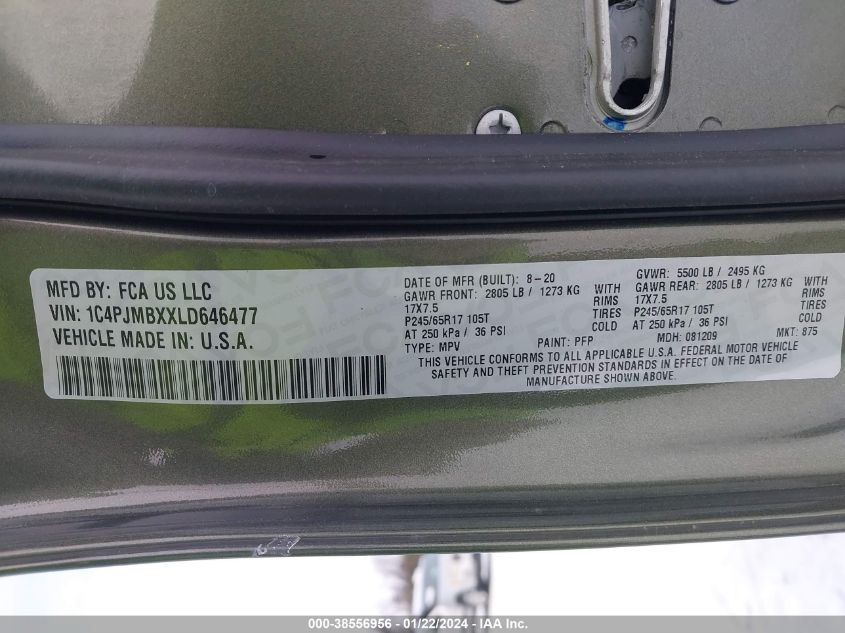 MFD BY: FCA US LLC
VIN: 1C4PJMBXXLD646477
VEHICLE MADE IN: U.S.A.
DATE OF MFR (BUILT): 8-20
GAWR FRONT: 2805 LB / 1273 KG WITH
17X7.5 RIMS
P245/65R17 105T TIRES
AT 250 kPa / 36 PSI COLD
TYPE: MPV PAINT: PFP
GVWR: 5500 LB / 2495 KG
GAWR REAR: 2805 LB / 1273 KG WITH
17X7.5 RIMS
P245/65R17 105T TIRES
AT 250 kPa / 36 PSI COLD
MDH: 081209 MKT: 875
THIS VEHICLE CONFORMS TO ALL APPLICABLE U.S.A. FEDERAL MOTOR VEHICLE
SAFETY AND THEFT PREVENTION STANDARDS IN EFFECT ON THE DATE OF
MANUFACTURE SHOWN ABOVE.
000-38556956 - 01/22/2024 - IAA Inc.